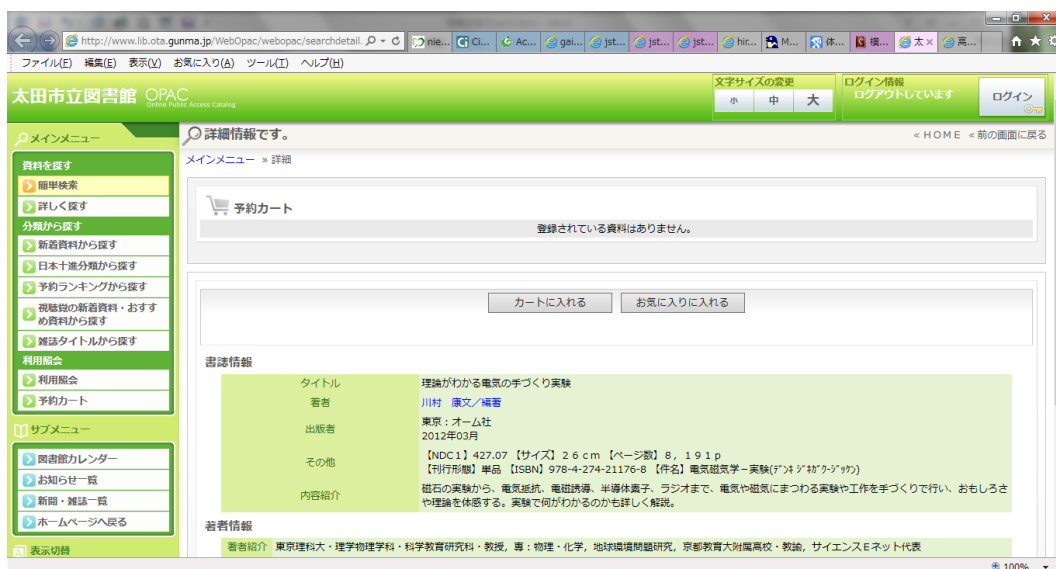 http://www.lib.ota.gunma.jp/WebOpac/webopac/searchdetail.
nie...
Ci...
Ac...
gai...
jst...
jst...
jst...
hir...
M...
体...
横...
太
高...
ファイル(F) 編集(E) 表示(V) お気に入り(A) ツール(T) ヘルプ(H)
太田市立図書館 OPAC
Online Public Access Catalog
文字サイズの変更
小 中 大
ログイン情報
ログアウトしています
ログイン
メインメニュー
詳細情報です。
«HOME «前の画面に戻る
メインメニュー » 詳細
資料を探す
簡単検索
詳しく探す
分類から探す
新着資料から探す
日本十進分類から探す
予約ランキングから探す
視聴覚の新着資料・おすす
め資料から探す
雑誌タイトルから探す
利用照会
利用照会
予約カート
サブメニュー
図書館カレンダー
お知らせ一覧
新聞・雑誌一覧
ホームページへ戻る
表示切替
予約カート
登録されている資料はありません。
カートに入れる お気に入りに入れる
書誌情報
タイトル 理論がわかる電気の手づくり実験
著者 川村 康文/編著
出版者 東京:オーム社
2012年03月
その他 【NDC1】427.07 【サイズ】26cm 【ページ数】8,191p
【刊行形態】単品 【ISBN】978-4-274-21176-8 【件名】電気磁気学-実験(デンキ ジキガク-ジッケン)
内容紹介 磁石の実験から、電気抵抗、電磁誘導、半導体素子、ラジオまで、電気や磁気にまつわる実験や工作を手づくりで行い、おもしろさ
や理論を体感する。実験で何がわかるのかも詳しく解説。
著者情報
著者紹介 東京理科大・理学物理学科・科学教育研究科・教授,専:物理・化学,地球環境問題研究,京都教育大附属高校・教諭,サイエンスEネット代表
100%